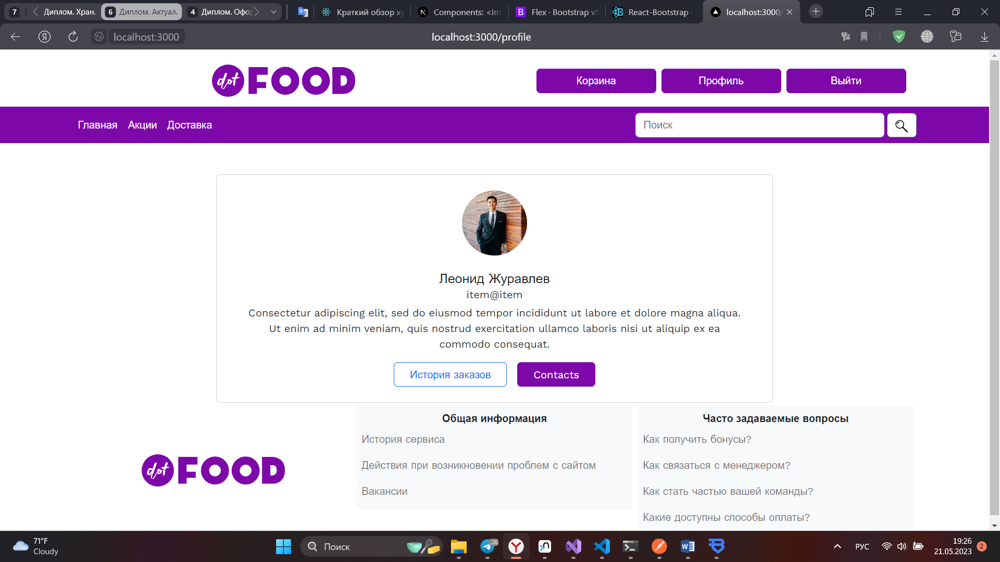 7
Диплом. Хран.
6
Диплом. Актуал.
4
Диплом. Офор
Краткий обзор ху
Components: <Im
Flex · Bootstrap v5
React-Bootstrap ·
localhost:3000/
localhost:3000
localhost:3000/profile
dot FOOD
Корзина
Профиль
Выйти
Главная
Акции
Доставка
Поиск
Леонид Журавлев
item@item
Consectetur adipiscing elit, sed do eiusmod tempor incididunt ut labore et dolore magna aliqua.
Ut enim ad minim veniam, quis nostrud exercitation ullamco laboris nisi ut aliquip ex ea
commodo consequat.
История заказов
Contacts
dot FOOD
Общая информация
История сервиса
Действия при возникновении проблем с сайтом
Вакансии
Часто задаваемые вопросы
Как получить бонусы?
Как связаться с менеджером?
Как стать частью вашей команды?
Какие доступны способы оплаты?
71°F
Cloudy
Поиск
..26
РУС
19:26
21.05.2023
2